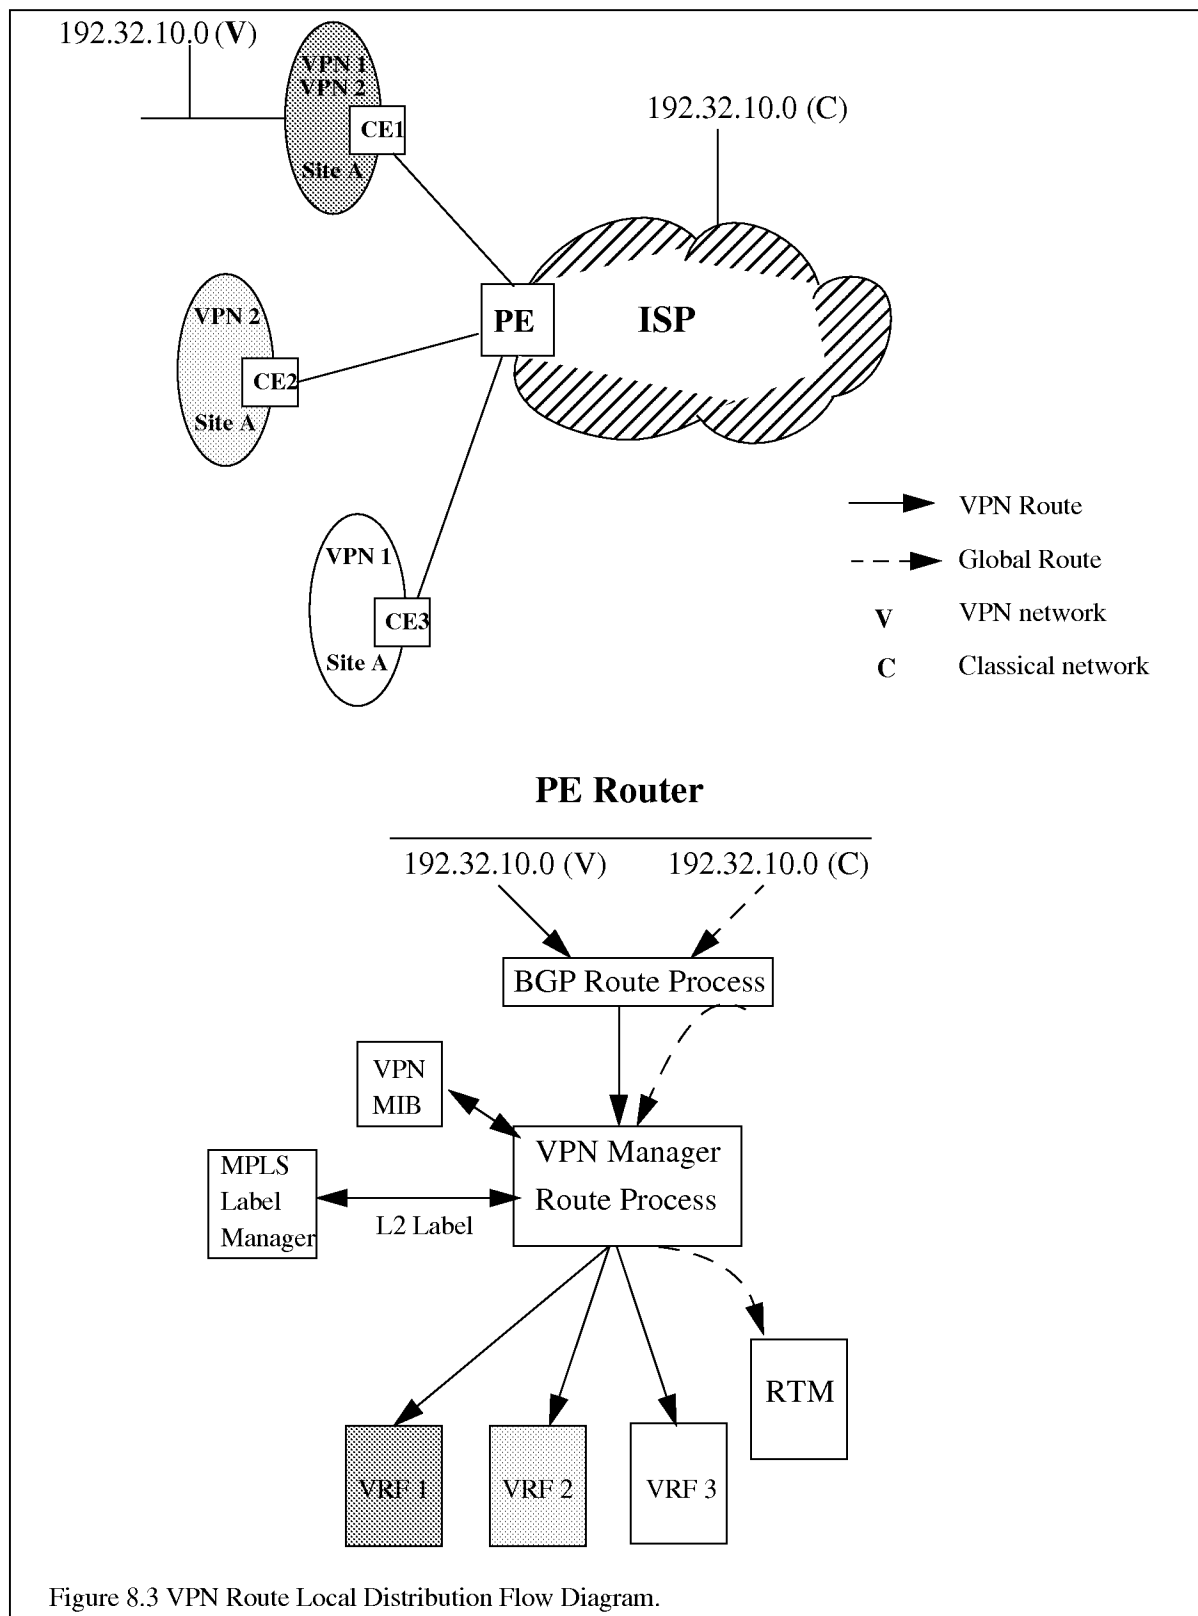 192.32.10.0 (V)
VPN 1
VPN 2
CE1
Site A
192.32.10.0 (C)
VPN 2
CE2
Site A
PE
ISP
VPN 1
CE3
Site A
VPN Route
Global Route
V VPN network
C Classical network
PE Router
192.32.10.0 (V) 192.32.10.0 (C)
BGP Route Process
VPN
MIB
VPN Manager
Route Process
MPLS
Label
Manager
L2 Label
RTM
VRF 1
VRF 2
VRF 3
Figure 8.3 VPN Route Local Distribution Flow Diagram.